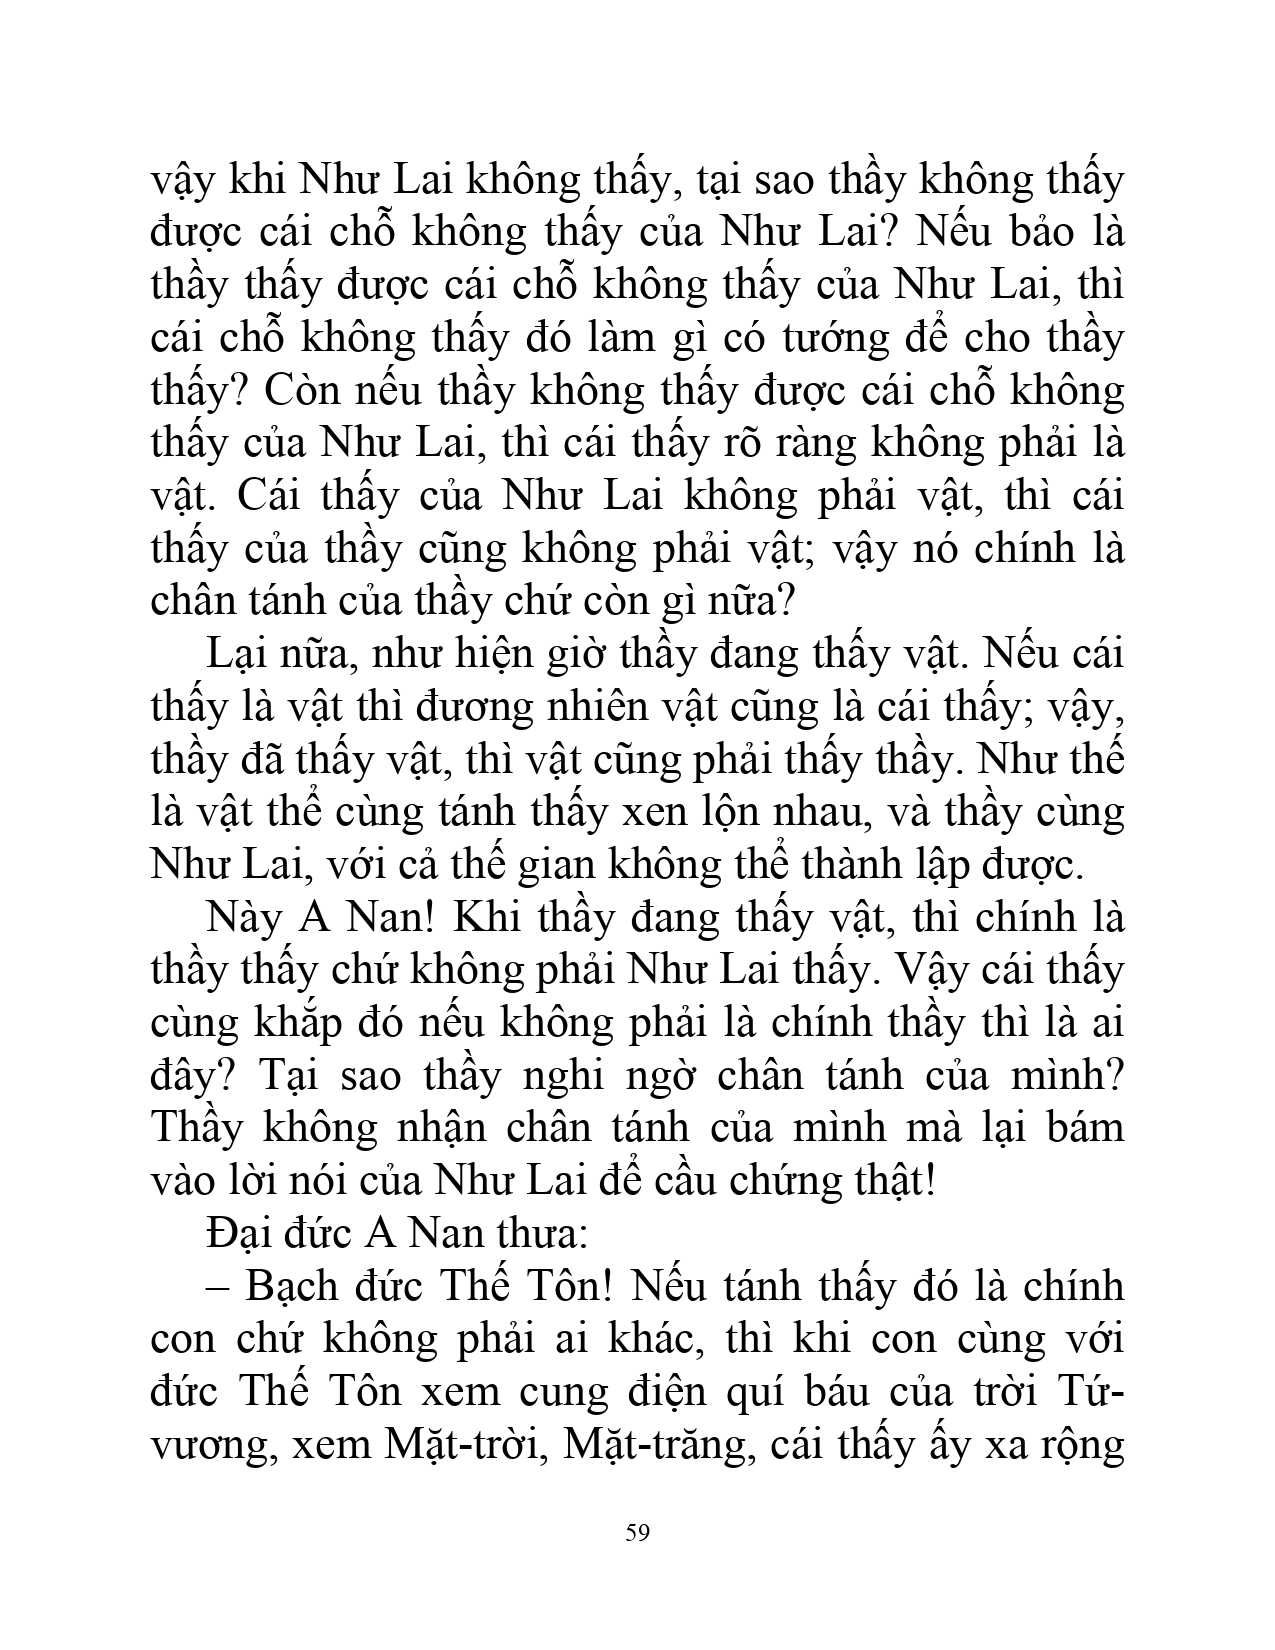 vậy khi Như Lai không thấy, tại sao thầy không thấy
được cái chỗ không thấy của Như Lai? Nếu bảo là
thầy thấy được cái chỗ không thấy của Như Lai, thì
cái chỗ không thấy đó làm gì có tướng để cho thầy
thấy? Còn nếu thầy không thấy được cái chỗ không
thấy của Như Lai, thì cái thấy rõ ràng không phải là
vật. Cái thấy của Như Lai không phải vật, thì cái
thấy của thầy cũng không phải vật; vậy nó chính là
chân tánh của thầy chứ còn gì nữa?
Lại nữa, như hiện giờ thầy đang thấy vật. Nếu cái
thấy là vật thì đương nhiên vật cũng là cái thấy; vậy,
thầy đã thấy vật, thì vật cũng phải thấy thầy. Như thế
là vật thể cùng tánh thấy xen lộn nhau, và thầy cùng
Như Lai, với cả thế gian không thể thành lập được.
Này A Nan! Khi thầy đang thấy vật, thì chính là
thầy thấy chứ không phải Như Lai thấy. Vậy cái thấy
cùng khắp đó nếu không phải là chính thầy thì là ai
đây? Tại sao thầy nghi ngờ chân tánh của mình?
Thầy không nhận chân tánh của mình mà lại bám
vào lời nói của Như Lai để cầu chứng thật!
Đại đức A Nan thưa:
– Bạch đức Thế Tôn! Nếu tánh thấy đó là chính
con chứ không phải ai khác, thì khi con cùng với
đức Thế Tôn xem cung điện quí báu của trời Tứ-
vương, xem Mặt-trời, Mặt-trăng, cái thấy ấy xa rộng
59